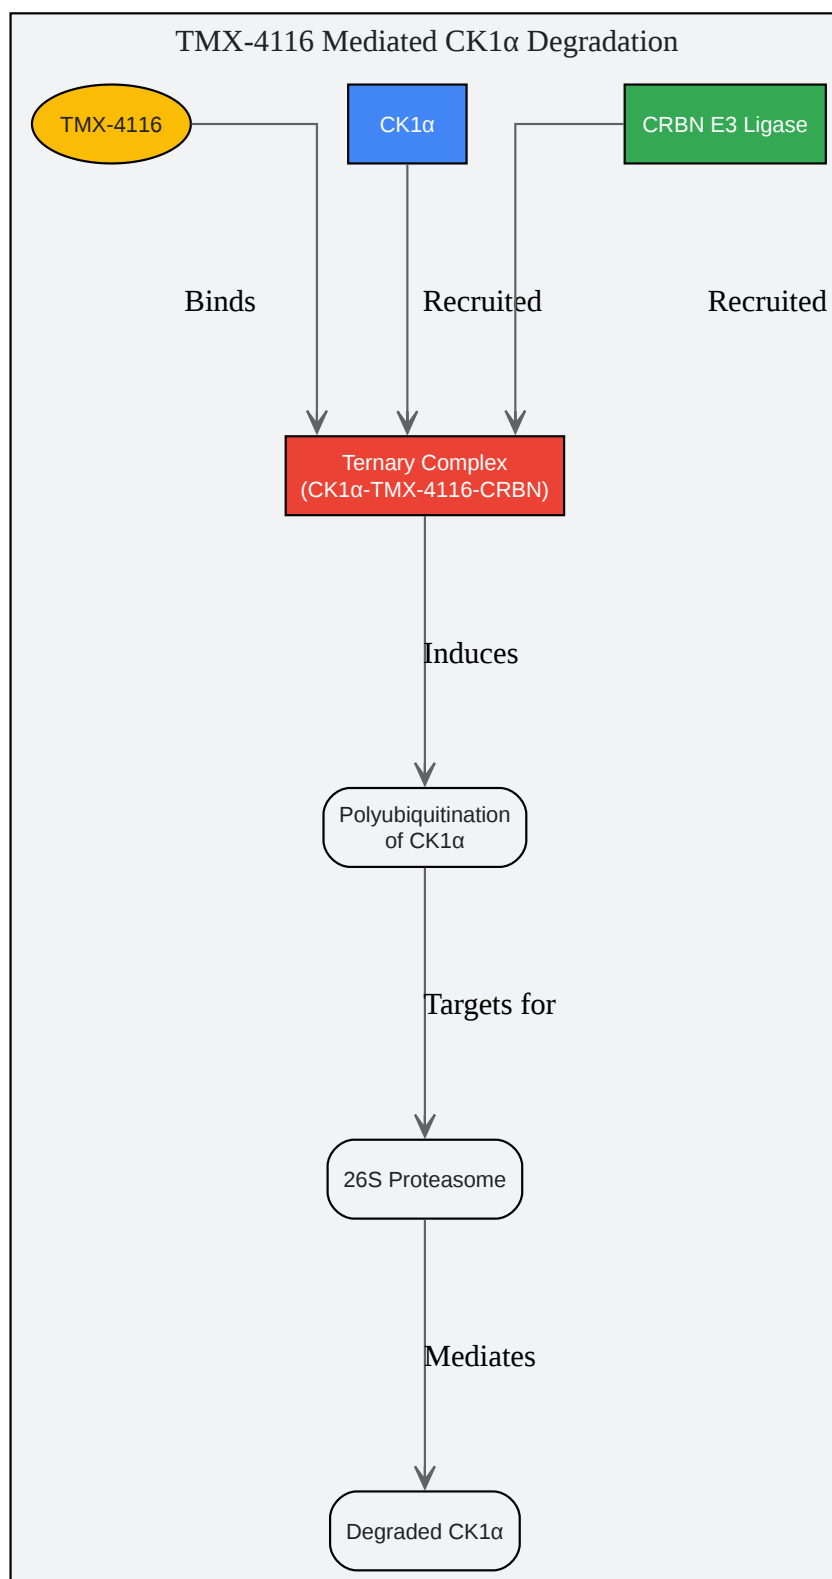 TMX-4116 Mediated CK1α Degradation
TMX-4116
CK1α
CRBN E3 Ligase
Binds
Recruited
Recruited
Ternary Complex
(CK1α-TMX-4116-CRBN)
Induces
Polyubiquitination
of CK1α
Targets for
26S Proteasome
Mediates
Degraded CK1α